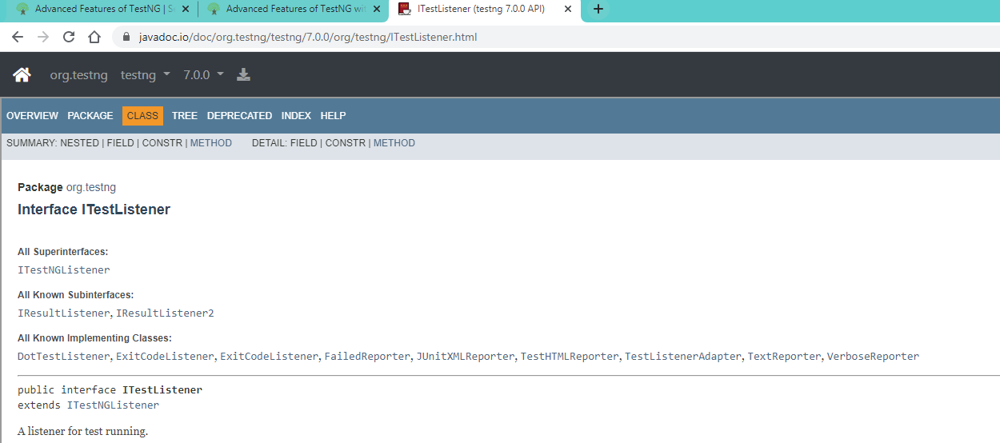 Advanced Features of TestNG | S
Advanced Features of TestNG wi
ITestListener (testng 7.0.0 API)
javadoc.io/doc/org.testng/testng/7.0.0/org/testng/ITestListener.html
org.testng testng 7.0.0
OVERVIEW PACKAGE CLASS TREE DEPRECATED INDEX HELP
SUMMARY: NESTED | FIELD | CONSTR | METHOD DETAIL: FIELD | CONSTR | METHOD
Package org.testng
Interface ITestListener
All Superinterfaces:
ITestNGListener
All Known Subinterfaces:
IResultListener, IResultListener2
All Known Implementing Classes:
DotTestListener, ExitCodeListener, ExitCodeListener, FailedReporter, JUnitXMLReporter, TestHTMLReporter, TestListenerAdapter, TextReporter, VerboseReporter
public interface ITestListener
extends ITestNGListener
A listener for test running.